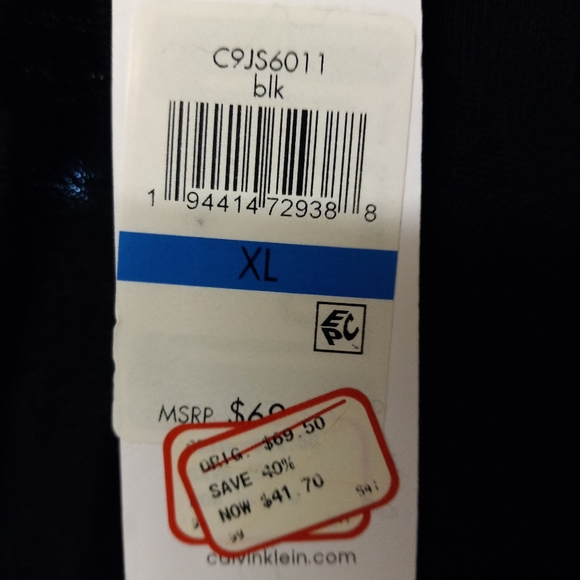 C9JS6011
blk
1 94414 72938 8
XL
EPC
MSRP $69
ORIG. $69.50
SAVE 40%
NOW $41.70
calvinklein.com